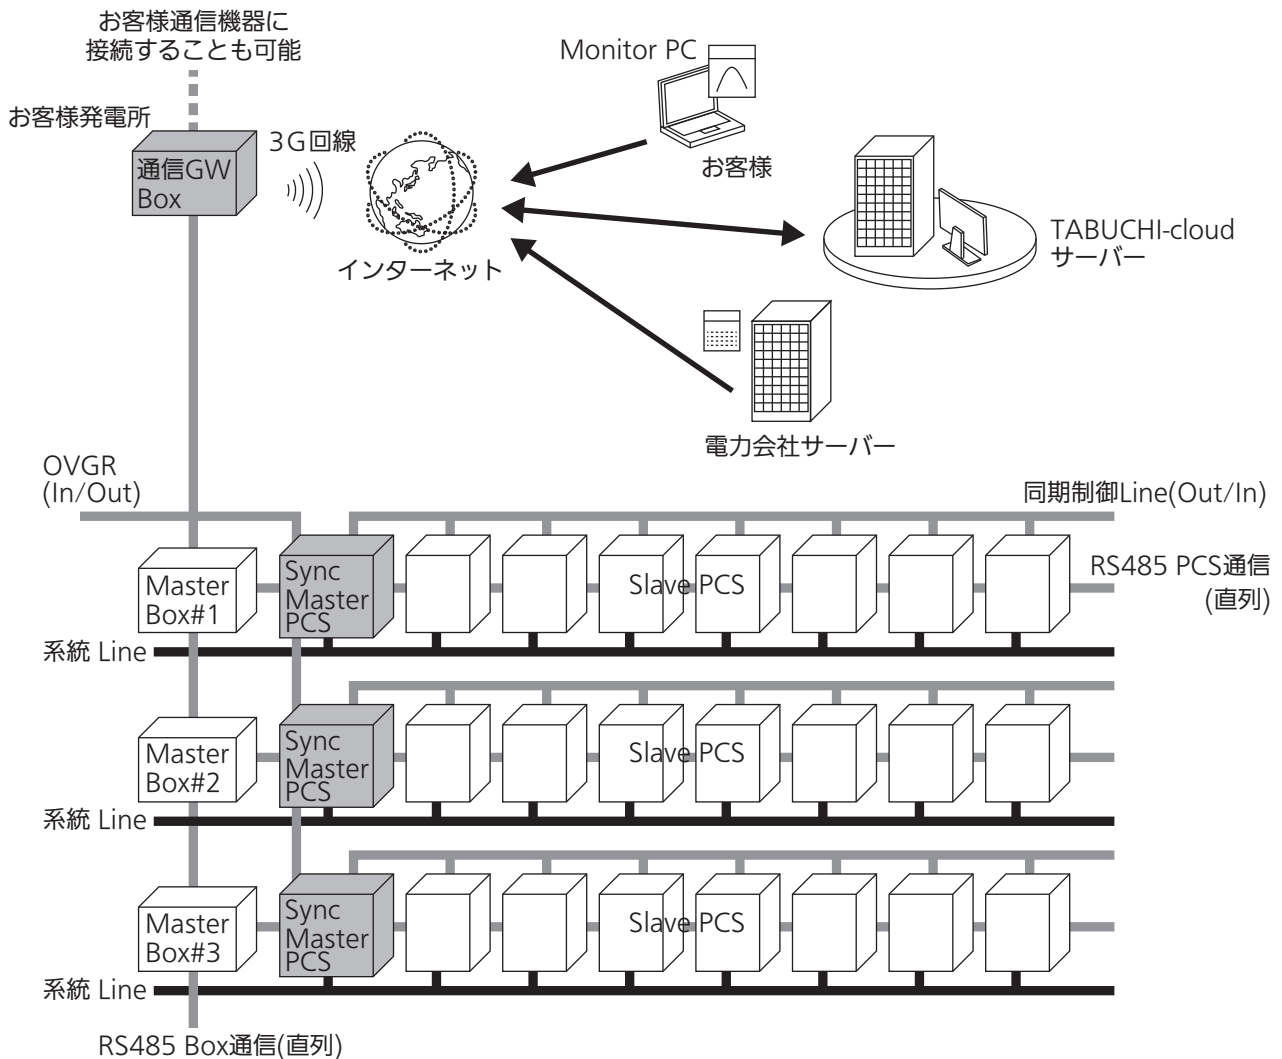 お客様通信機器に
接続することも可能
お客様発電所
通信GW
Box
3G回線
インターネット
Monitor PC
お客様
TABUCHI-cloud
サーバー
電力会社サーバー
OVGR
(In/Out)
同期制御Line(Out/In)
Master
Box#1
Sync
Master
PCS
Slave PCS
RS485 PCS通信
(直列)
系統 Line
Master
Box#2
Sync
Master
PCS
Slave PCS
系統 Line
Master
Box#3
Sync
Master
PCS
Slave PCS
系統 Line
RS485 Box通信(直列)